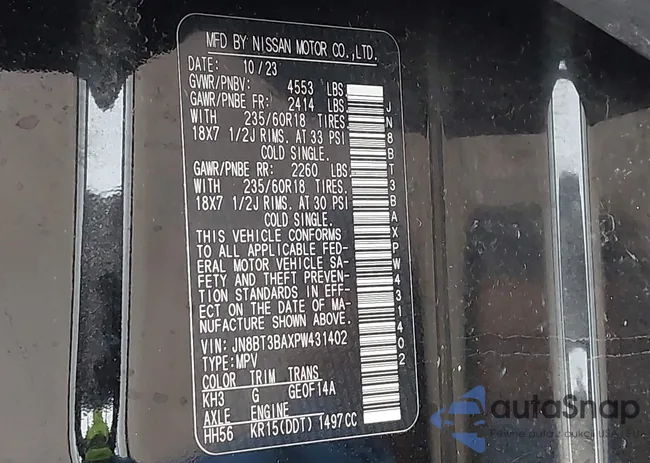 MFD BY NISSAN MOTOR CO.,LTD.
DATE: 10/23
GVWR/PNBV: 4553 LBS
GAWR/PNBE FR: 2414 LBS
WITH 235/60R18 TIRES.
18X7 1/2J RIMS. AT 33 PSI
COLD SINGLE.
GAWR/PNBE RR: 2260 LBS
WITH 235/60R18 TIRES.
18X7 1/2J RIMS. AT 30 PSI
COLD SINGLE.
THIS VEHICLE CONFORMS
TO ALL APPLICABLE FED-
ERAL MOTOR VEHICLE SA-
FETY AND THEFT PREVEN-
TION STANDARDS IN EFF-
ECT ON THE DATE OF MA-
NUFACTURE SHOWN ABOVE.
VIN: JN8BT3BAXPW431402
TYPE:MPV
COLOR TRIM TRANS
KH3 G GEOF14A
AXLE ENGINE
HH56 KR15(DDT) 1497CC
JN8BT3BAXPW431402
autaSnap